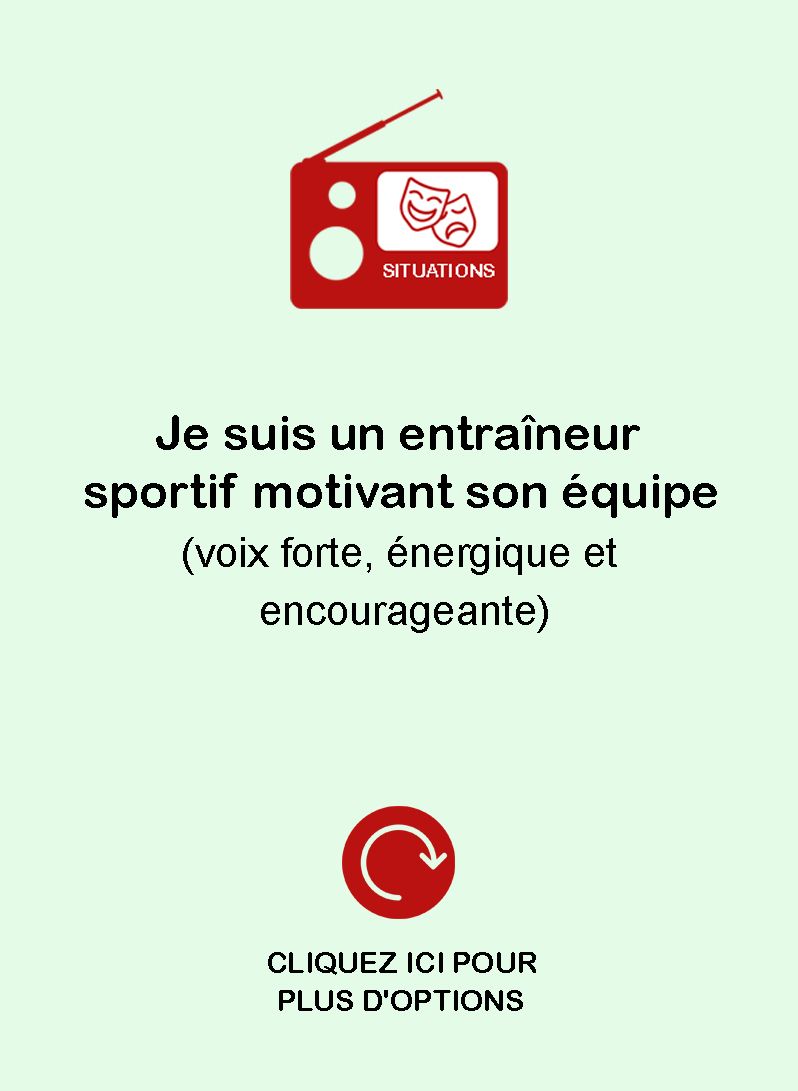 SITUATIONS
Je suis un entraîneur
sportif motivant son équipe
(voix forte, énergique et
encourageante)
CLIQUEZ ICI POUR
PLUS D'OPTIONS